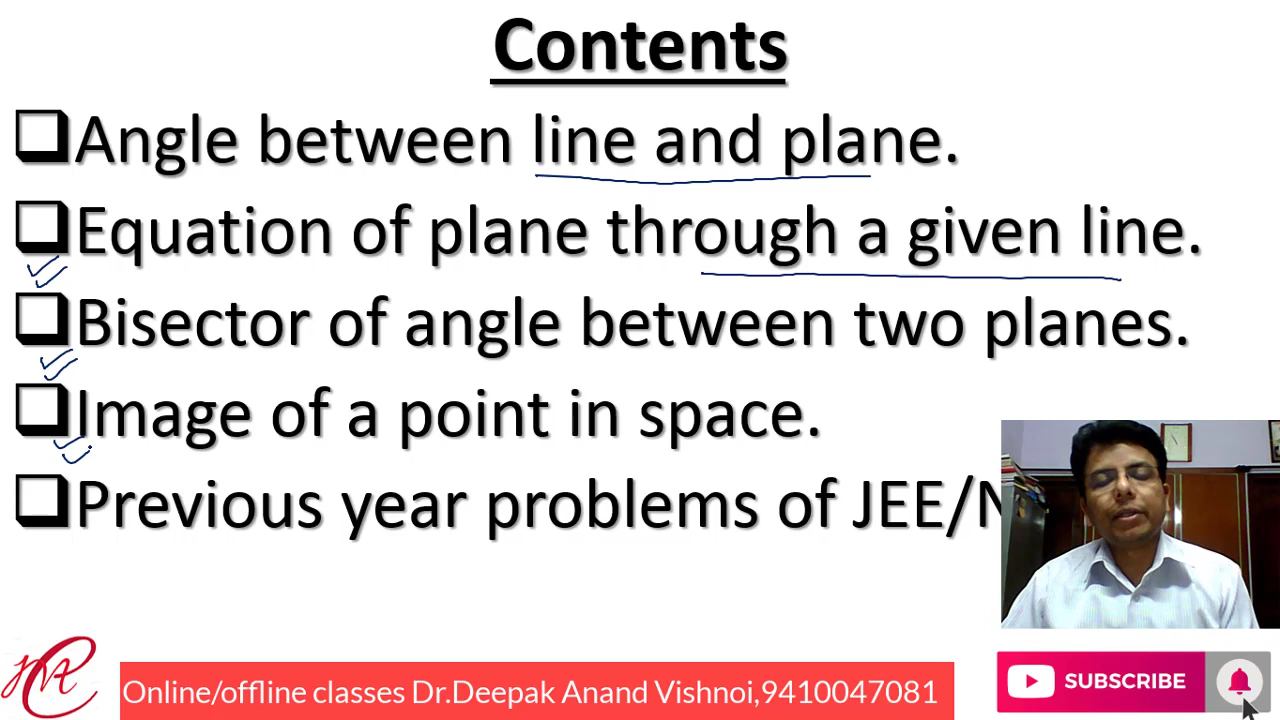 Contents
Angle between line and plane.
Equation of plane through a given line.
Bisector of angle between two planes.
Image of a point in space.
Previous year problems of JEE/
Online/offline classes Dr.Deepak Anand Vishnoi,9410047081
SUBSCRIBE